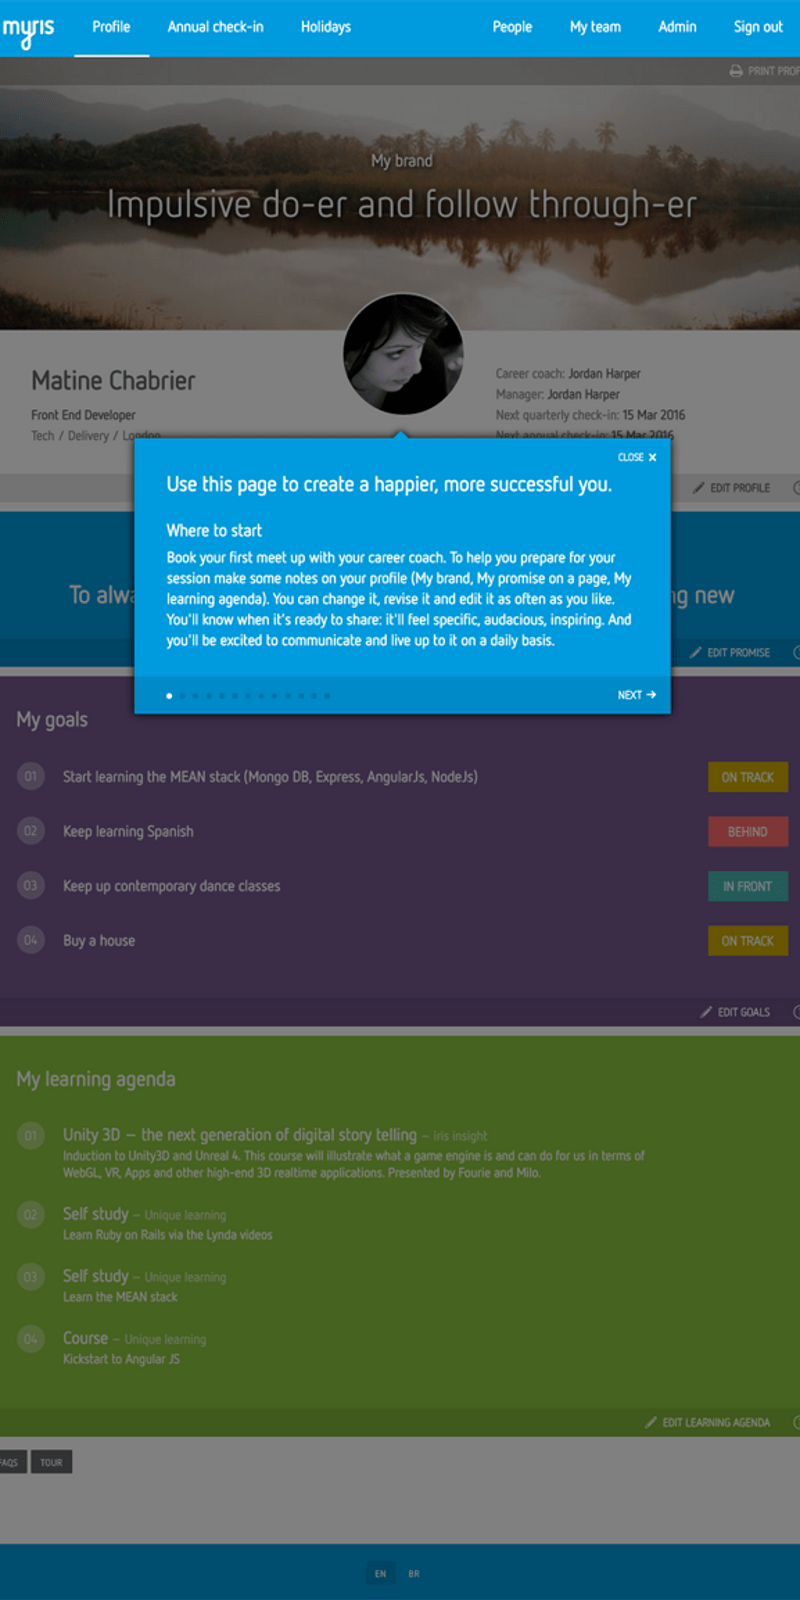 myris Profile Annual check-in Holidays People My team Admin Sign out
PRINT PROF
My brand
Impulsive do-er and follow through-er
Matine Chabrier
Front End Developer
Tech / Delivery / London
Career coach: Jordan Harper
Manager: Jordan Harper
Next quarterly check-in: 15 Mar 2016
Next annual check-in: 15 Mar 2016
EDIT PROFILE
CLOSE ×
Use this page to create a happier, more successful you.
Where to start
Book your first meet up with your career coach. To help you prepare for your
session make some notes on your profile (My brand, My promise on a page, My
learning agenda). You can change it, revise it and edit it as often as you like.
You'll know when it's ready to share: it'll feel specific, audacious, inspiring. And
you'll be excited to communicate and live up to it on a daily basis.
NEXT →
To alwa
ng new
EDIT PROMISE
My goals
01 Start learning the MEAN stack (Mongo DB, Express, AngularJs, NodeJs) ON TRACK
02 Keep learning Spanish BEHIND
03 Keep up contemporary dance classes IN FRONT
04 Buy a house ON TRACK
EDIT GOALS
My learning agenda
01 Unity 3D – the next generation of digital story telling – iris insight
Induction to Unity3D and Unreal 4. This course will illustrate what a game engine is and can do for us in terms of
WebGL, VR, Apps and other high-end 3D realtime applications. Presented by Fourie and Milo.
02 Self study – Unique learning
Learn Ruby on Rails via the Lynda videos
03 Self study – Unique learning
Learn the MEAN stack
04 Course – Unique learning
Kickstart to Angular JS
EDIT LEARNING AGENDA
FAQS TOUR
EN BR